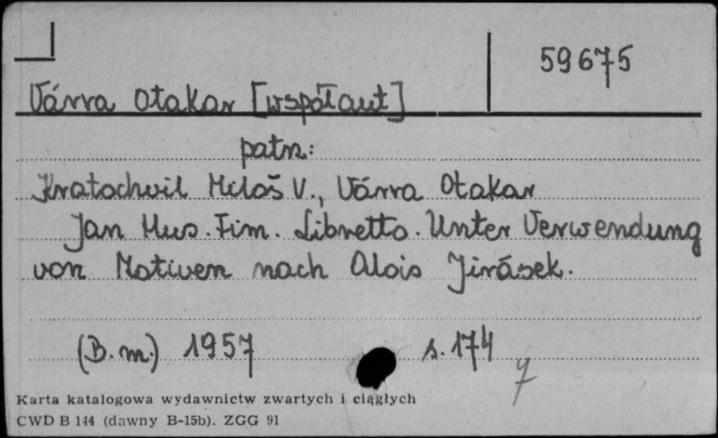 59675
Vávra Otakar [współaut]
patrz:
Kratochvil Miloš V., Vávra Otakar
Jan Hus. Fim. Libretto. Unter Verwendung
von Motiven nach Alois Jirásek.
(B.m.) 1957 s. 174
7
Karta katalogowa wydawnictw zwartych i ciągłych
CWD B 144 (dawny B-15b). ZGG 91